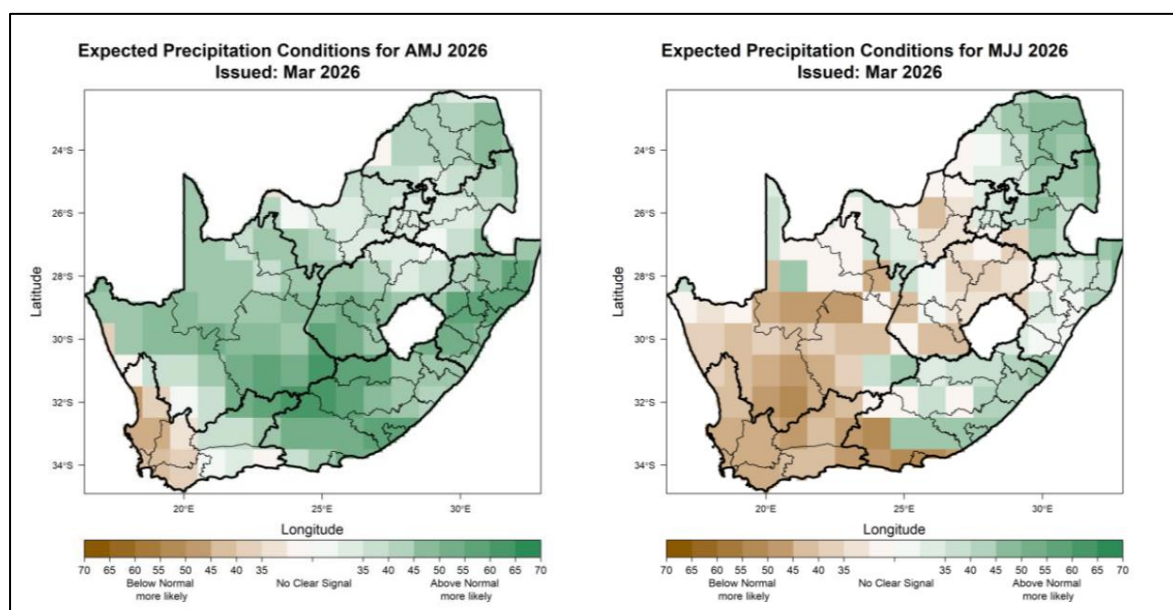 Expected Precipitation Conditions for AMJ 2026
Issued: Mar 2026
Latitude
24°S
26°S
28°S
30°S
32°S
34°S
20°E
25°E
30°E
Longitude
70 65 60 55 50 45 40 35 35 40 45 50 55 60 65 70
Below Normal more likely
No Clear Signal
Above Normal more likely
Expected Precipitation Conditions for MJJ 2026
Issued: Mar 2026
Latitude
24°S
26°S
28°S
30°S
32°S
34°S
20°E
25°E
30°E
Longitude
70 65 60 55 50 45 40 35 35 40 45 50 55 60 65 70
Below Normal more likely
No Clear Signal
Above Normal more likely